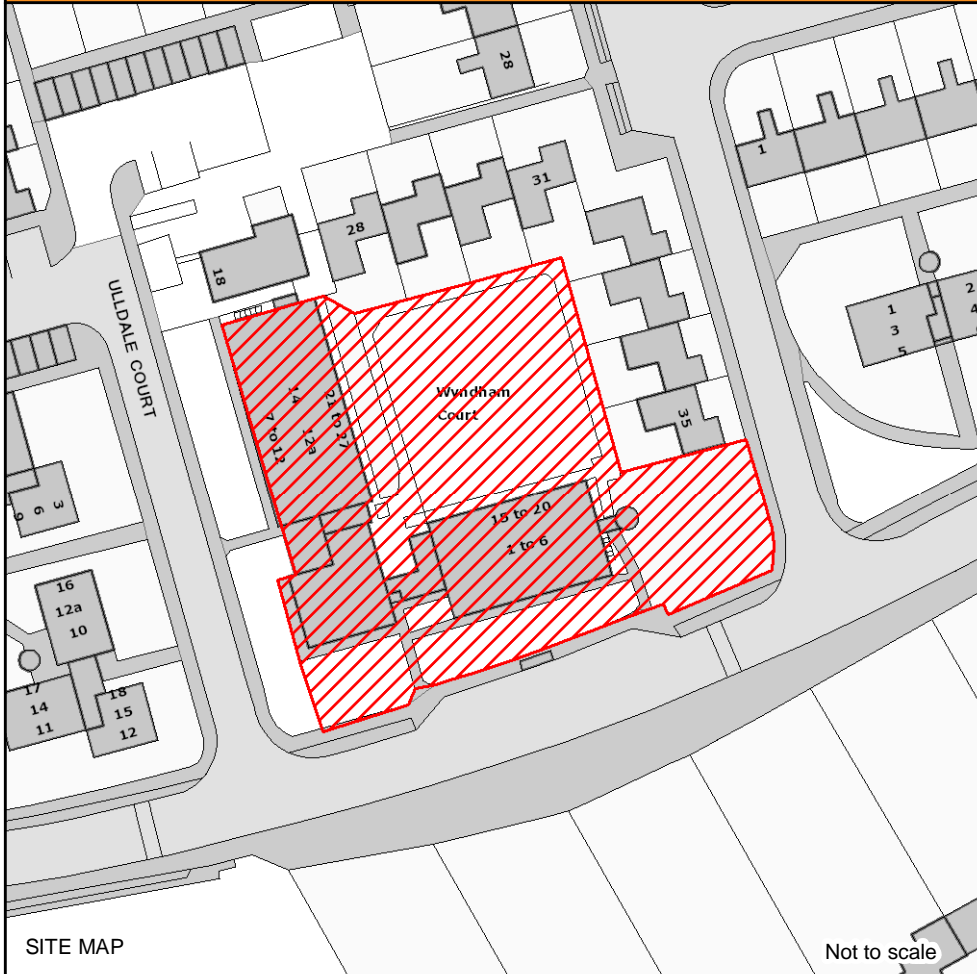 28
1
31
28
18
ULLDALE COURT
Wyndham
Court
1
3
5
2
4
21 to 27
14
12a
7 to 12
35
15 to 20
1 to 6
3
6
9
16
12a
10
17
14
11
18
15
12
SITE MAP
Not to scale